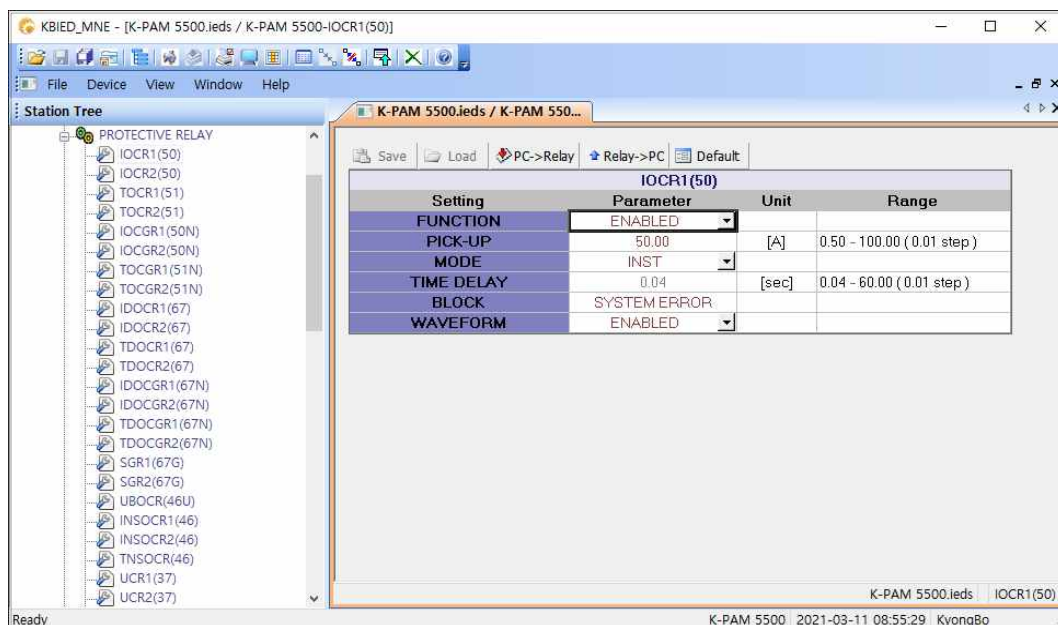 KBIED_MNE - [K-PAM 5500.ieds / K-PAM 5500-IOCR1(50)]
File Device View Window Help
Station Tree
K-PAM 5500.ieds / K-PAM 550...
PROTECTIVE RELAY
IOCR1(50)
IOCR2(50)
TOCR1(51)
TOCR2(51)
IOCGR1(50N)
IOCGR2(50N)
TOCGR1(51N)
TOCGR2(51N)
IDOCR1(67)
IDOCR2(67)
TDOCR1(67)
TDOCR2(67)
IDOCGR1(67N)
IDOCGR2(67N)
TDOCGR1(67N)
TDOCGR2(67N)
SGR1(67G)
SGR2(67G)
UBOCR(46U)
INSOCR1(46)
INSOCR2(46)
TNSOCR(46)
UCR1(37)
UCR2(37)
Save Load PC->Relay Relay->PC Default
IOCR1(50)
Setting Parameter Unit Range
FUNCTION ENABLED
PICK-UP 50.00 [A] 0.50 - 100.00 ( 0.01 step )
MODE INST
TIME DELAY 0.04 [sec] 0.04 - 60.00 ( 0.01 step )
BLOCK SYSTEM ERROR
WAVEFORM ENABLED
K-PAM 5500.ieds IOCR1(50)
Ready K-PAM 5500 2021-03-11 08:55:29 KyongBo